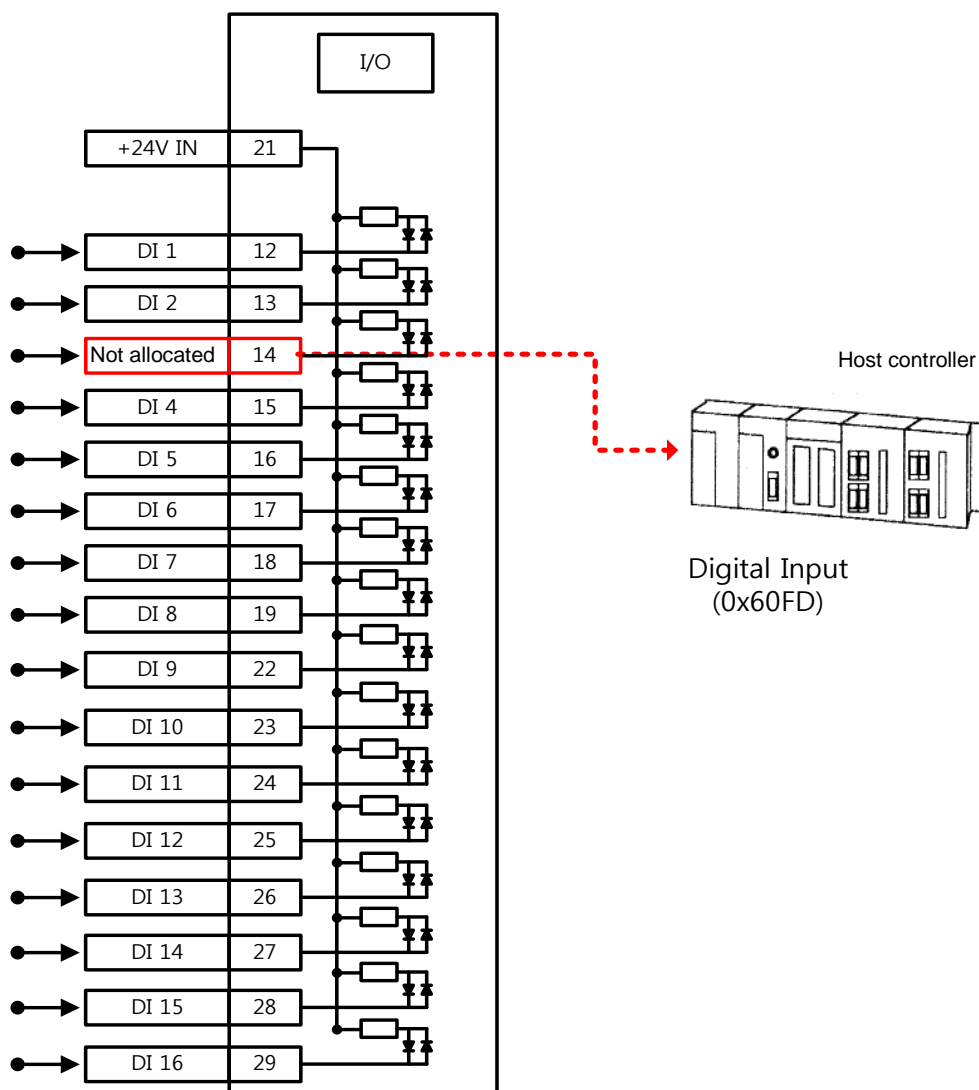 I/O
+24V IN 21
DI 1 12
DI 2 13
Not allocated 14
Host controller
DI 4 15
DI 5 16
DI 6 17
DI 7 18
Digital Input
(0x60FD)
DI 8 19
DI 9 22
DI 10 23
DI 11 24
DI 12 25
DI 13 26
DI 14 27
DI 15 28
DI 16 29